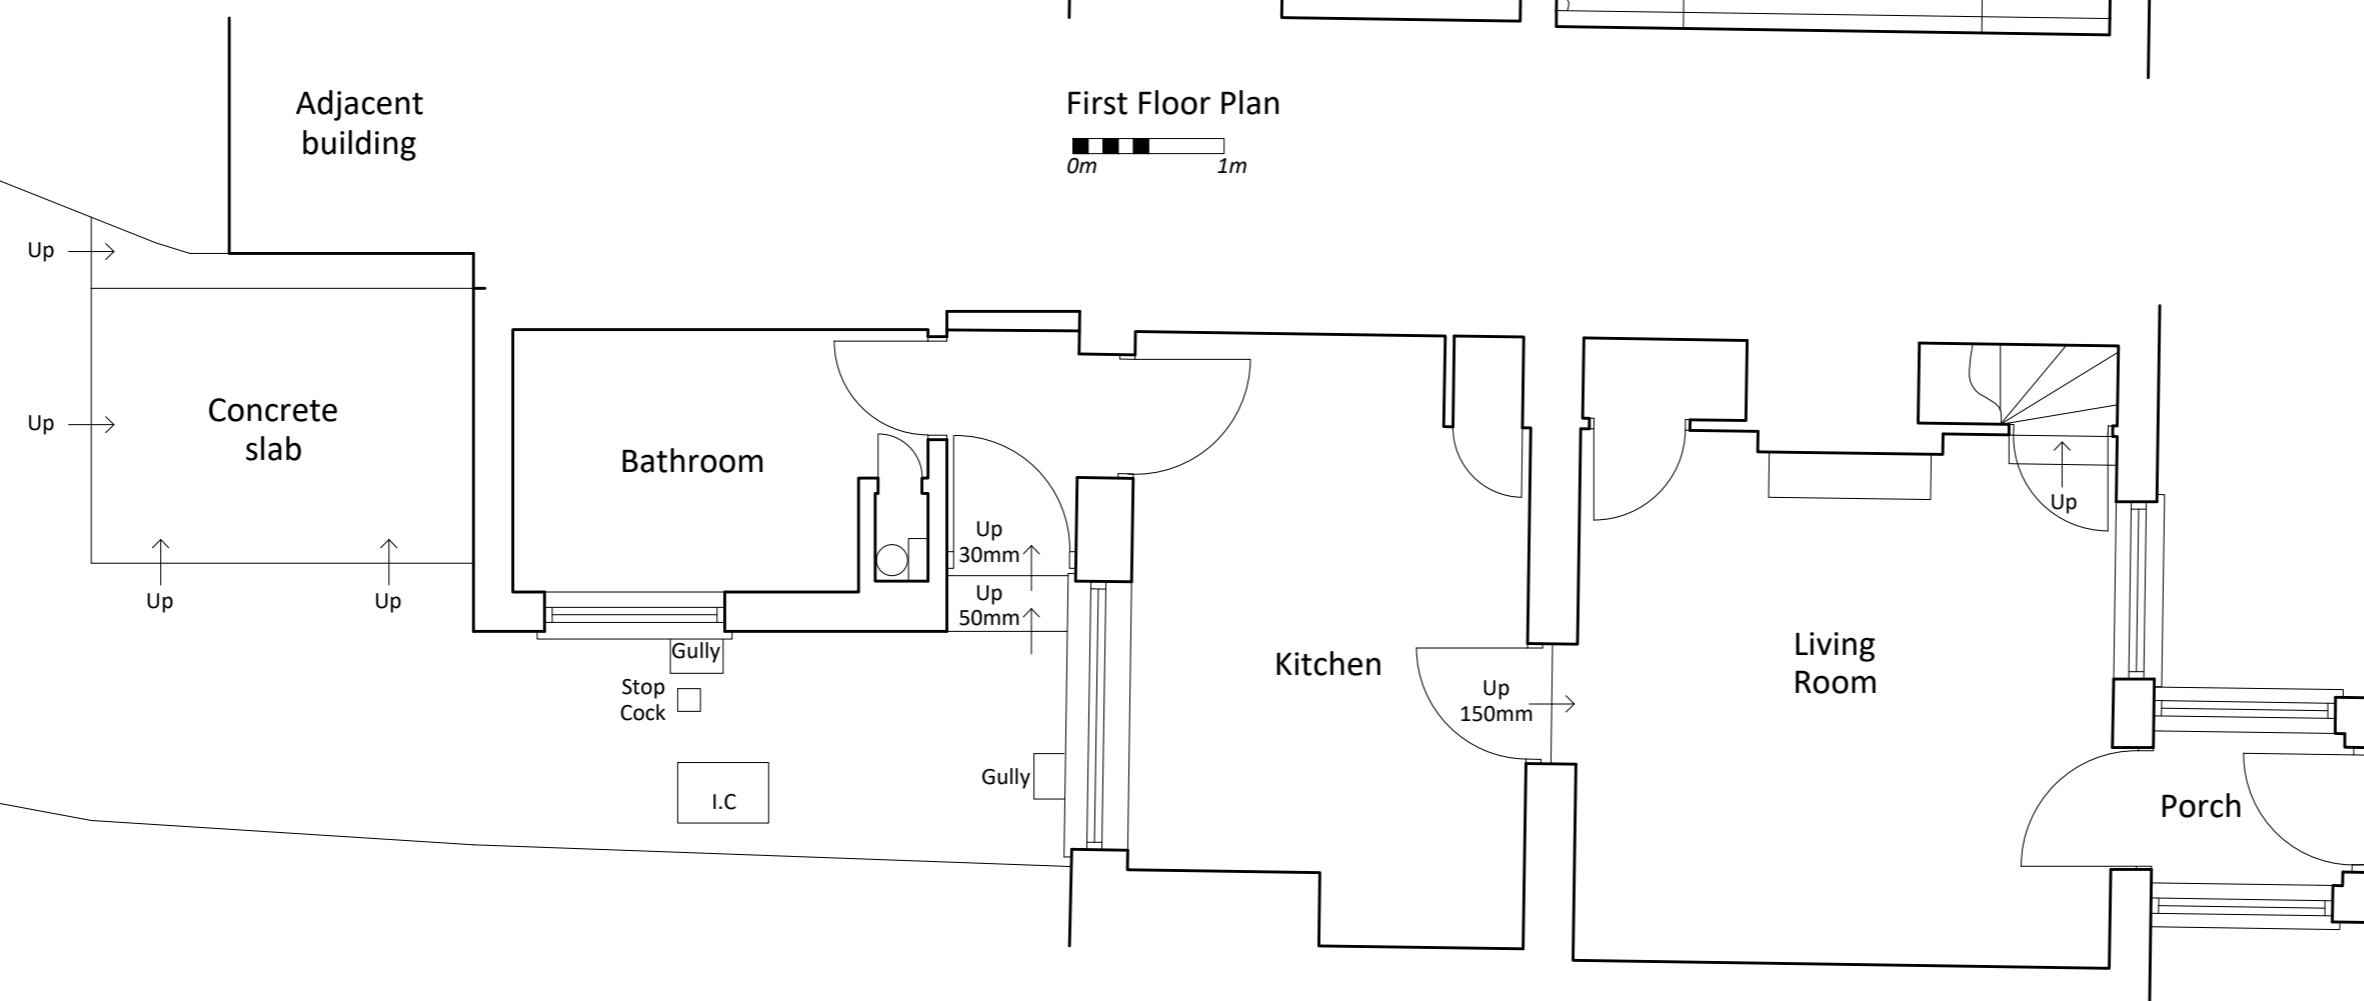 Adjacent
building
First Floor Plan
0m
1m
Up
Up
Concrete
slab
Up
Up
Bathroom
Up
30mm
Up
50mm
Gully
Stop
Cock
I.C
Gully
Kitchen
Up
150mm
Living
Room
Up
Porch